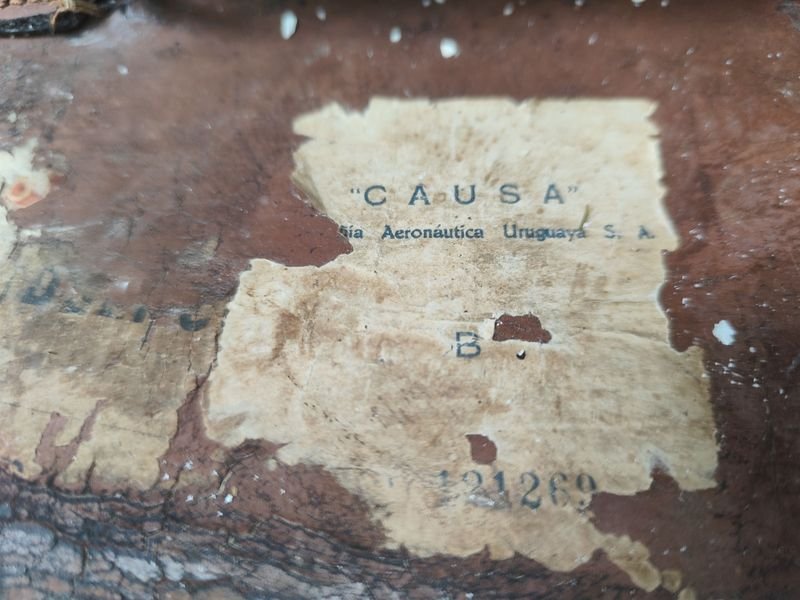 "CAUSA"
ñía Aeronáutica Uruguaya S. A.
B
121269